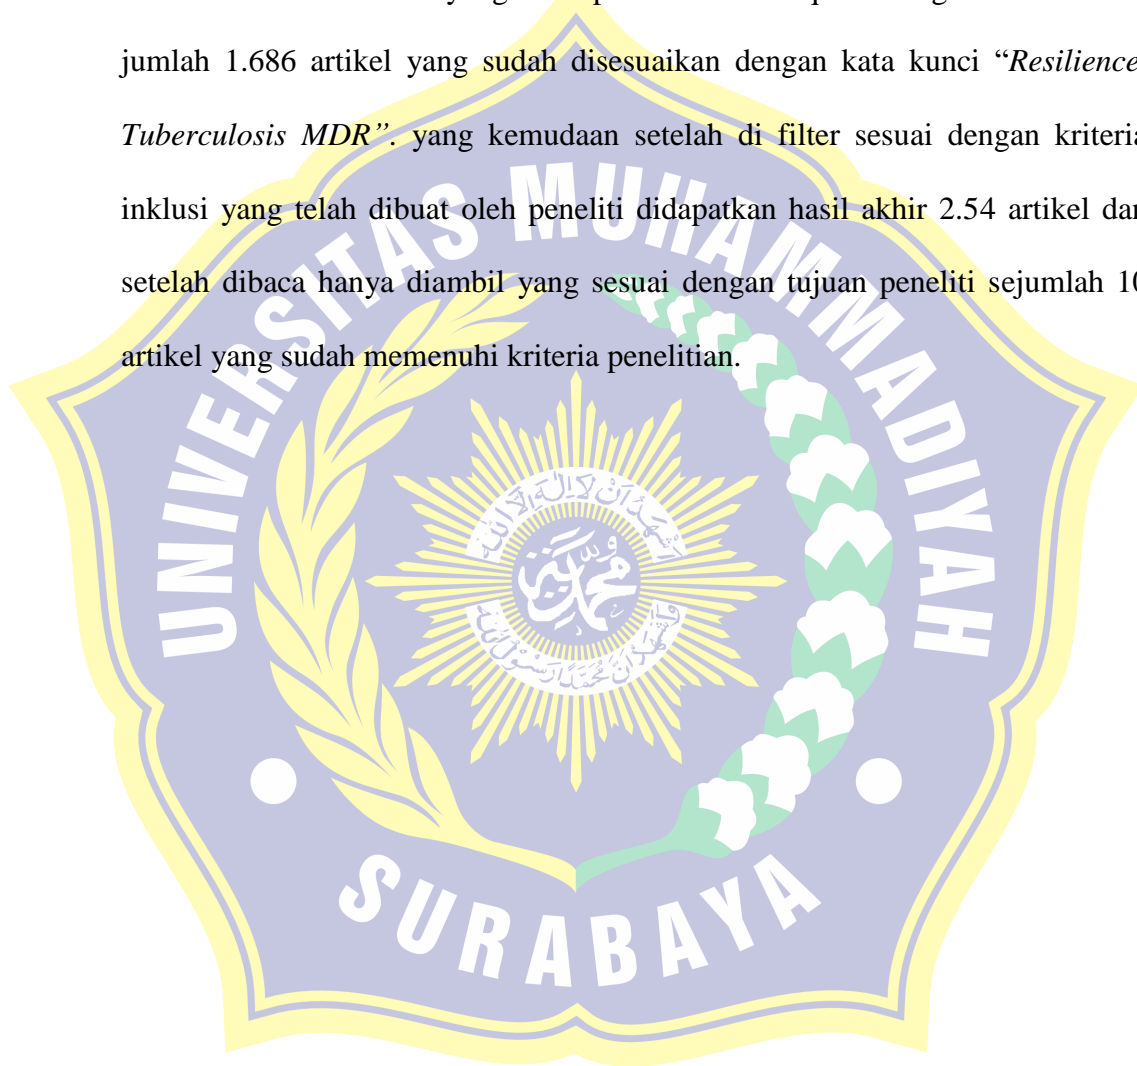 jumlah 1.686 artikel yang sudah disesuaikan dengan kata kunci “Resilience
Tuberculosis MDR”. yang kemudaan setelah di filter sesuai dengan kriteria
inklusi yang telah dibuat oleh peneliti didapatkan hasil akhir 2.54 artikel dan
setelah dibaca hanya diambil yang sesuai dengan tujuan peneliti sejumlah 10
artikel yang sudah memenuhi kriteria penelitian.
UNIVERSITAS MUHAMMADIYAH
SURABAYA